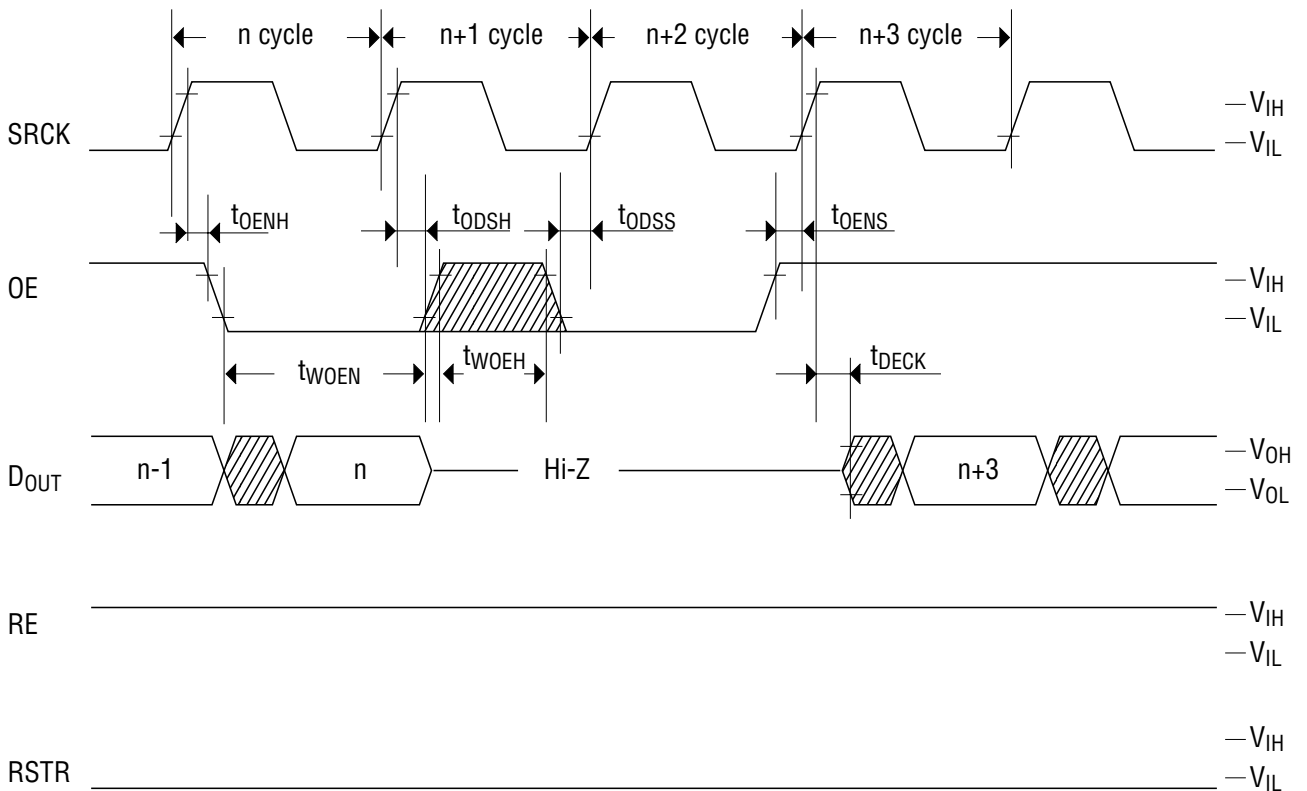 n cycle n+1 cycle n+2 cycle n+3 cycle
SRCK
VIH
VIL
tOENH tODSH tODSS tOENS
OE
VIH
VIL
tWOEN tWOEH tDECK
DOUT n-1 n Hi-Z n+3
VOH
VOL
RE
VIH
VIL
RSTR
VIH
VIL